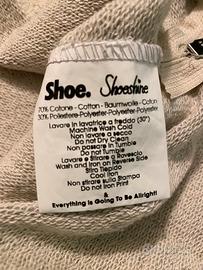 Shoe. Shoeshine
70% Cotone - Cotton - Baumwolle - Coton
30% Poliestere-Polyester-Polyester-Polyester
Lavare in lavatrice a freddo (30°)
Machine Wash Cold
Non lavare a secco
Do not Dry Clean
Non passare in Tumble
Do not Tumble
Lavare e Stirare a Rovescio
Wash and Iron on Reverse Side
Stiro Tiepido
Cool Iron
Non stirare sulla Stampa
Do not Iron Print
&
Everything Is Going To Be Allright!